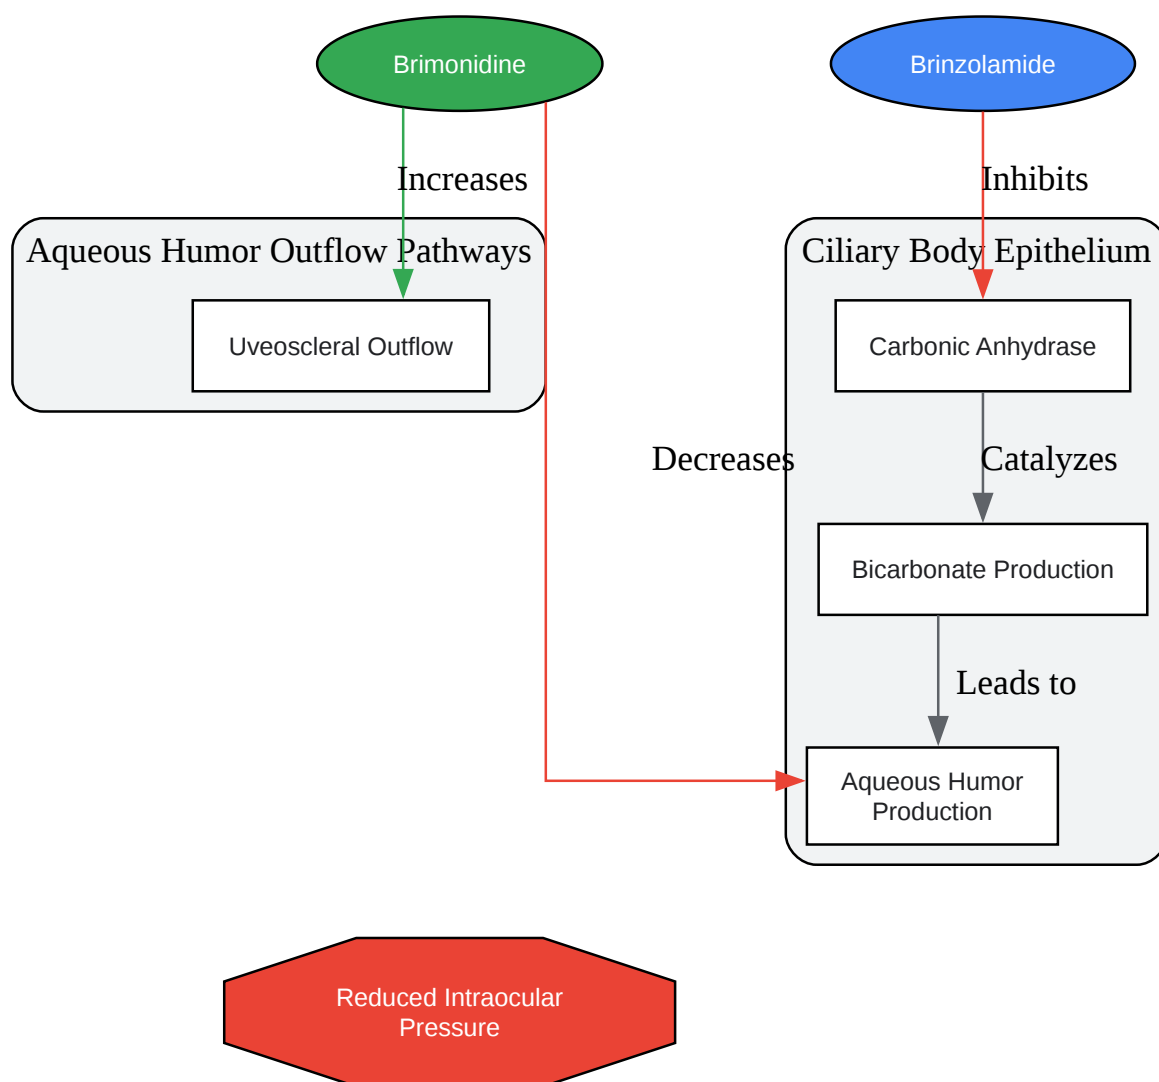 Brimonidine
Brinzolamide
Increases
Inhibits
Aqueous Humor Outflow Pathways
Ciliary Body Epithelium
Uveoscleral Outflow
Carbonic Anhydrase
Decreases
Catalyzes
Bicarbonate Production
Leads to
Aqueous Humor
Production
Reduced Intraocular
Pressure